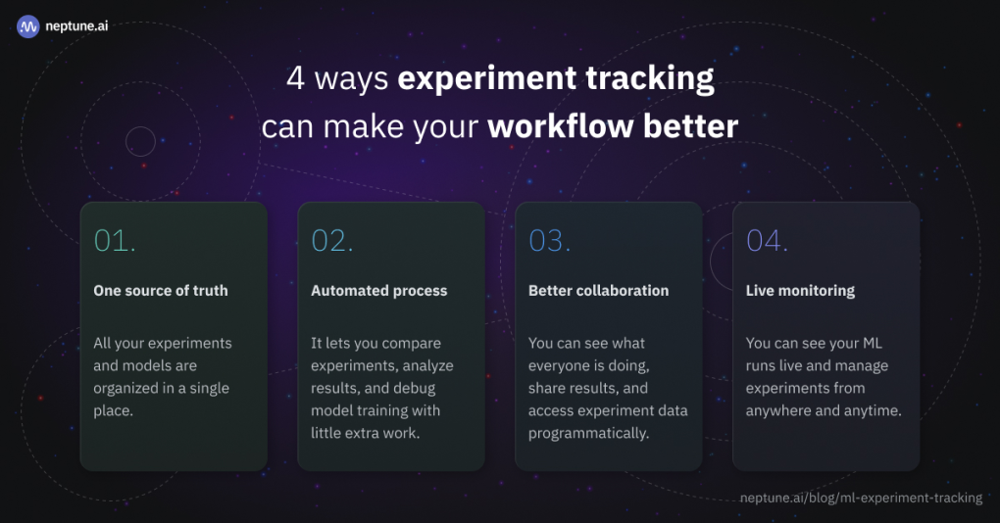 neptune.ai
4 ways experiment tracking
can make your workflow better
01.
One source of truth
All your experiments
and models are
organized in a single
place.
02.
Automated process
It lets you compare
experiments, analyze
results, and debug
model training with
little extra work.
03.
Better collaboration
You can see what
everyone is doing,
share results, and
access experiment data
programmatically.
04.
Live monitoring
You can see your ML
runs live and manage
experiments from
anywhere and anytime.
neptune.ai/blog/ml-experiment-tracking